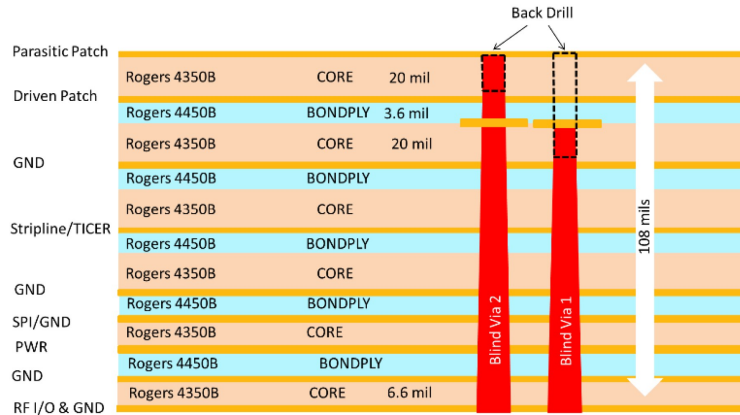 Back Drill
Parasitic Patch
Rogers 4350B CORE 20 mil
Driven Patch
Rogers 4450B BONDPLY 3.6 mil
Rogers 4350B CORE 20 mil
GND
Rogers 4450B BONDPLY
Rogers 4350B CORE
Stripline/TICER
Rogers 4450B BONDPLY
Rogers 4350B CORE
GND
Rogers 4450B BONDPLY
SPI/GND
Rogers 4350B CORE
PWR
Rogers 4450B BONDPLY
GND
Rogers 4350B CORE 6.6 mil
RF I/O & GND
Blind Via 2
Blind Via 1
108 mils